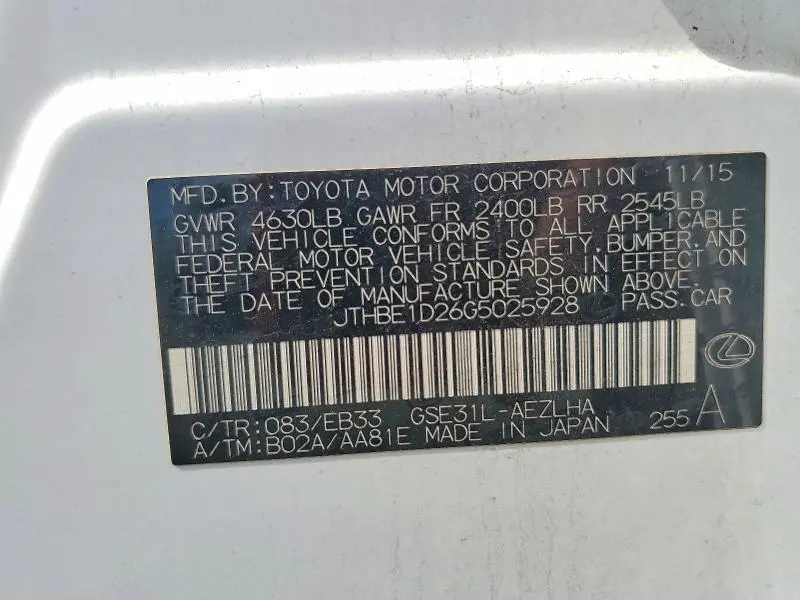 MFD. BY: TOYOTA MOTOR CORPORATION 11/15
GVWR 4630LB GAWR FR 2400LB RR 2545LB
THIS VEHICLE CONFORMS TO ALL APPLICABLE
FEDERAL MOTOR VEHICLE SAFETY, BUMPER, AND
THEFT PREVENTION STANDARDS IN EFFECT ON
THE DATE OF MANUFACTURE SHOWN ABOVE.
JTHBE1D26G5025928 PASS. CAR
C/TR: 083/EB33 GSE31L-AEZLHA
A/TM: B02A/AA81E MADE IN JAPAN 255 A